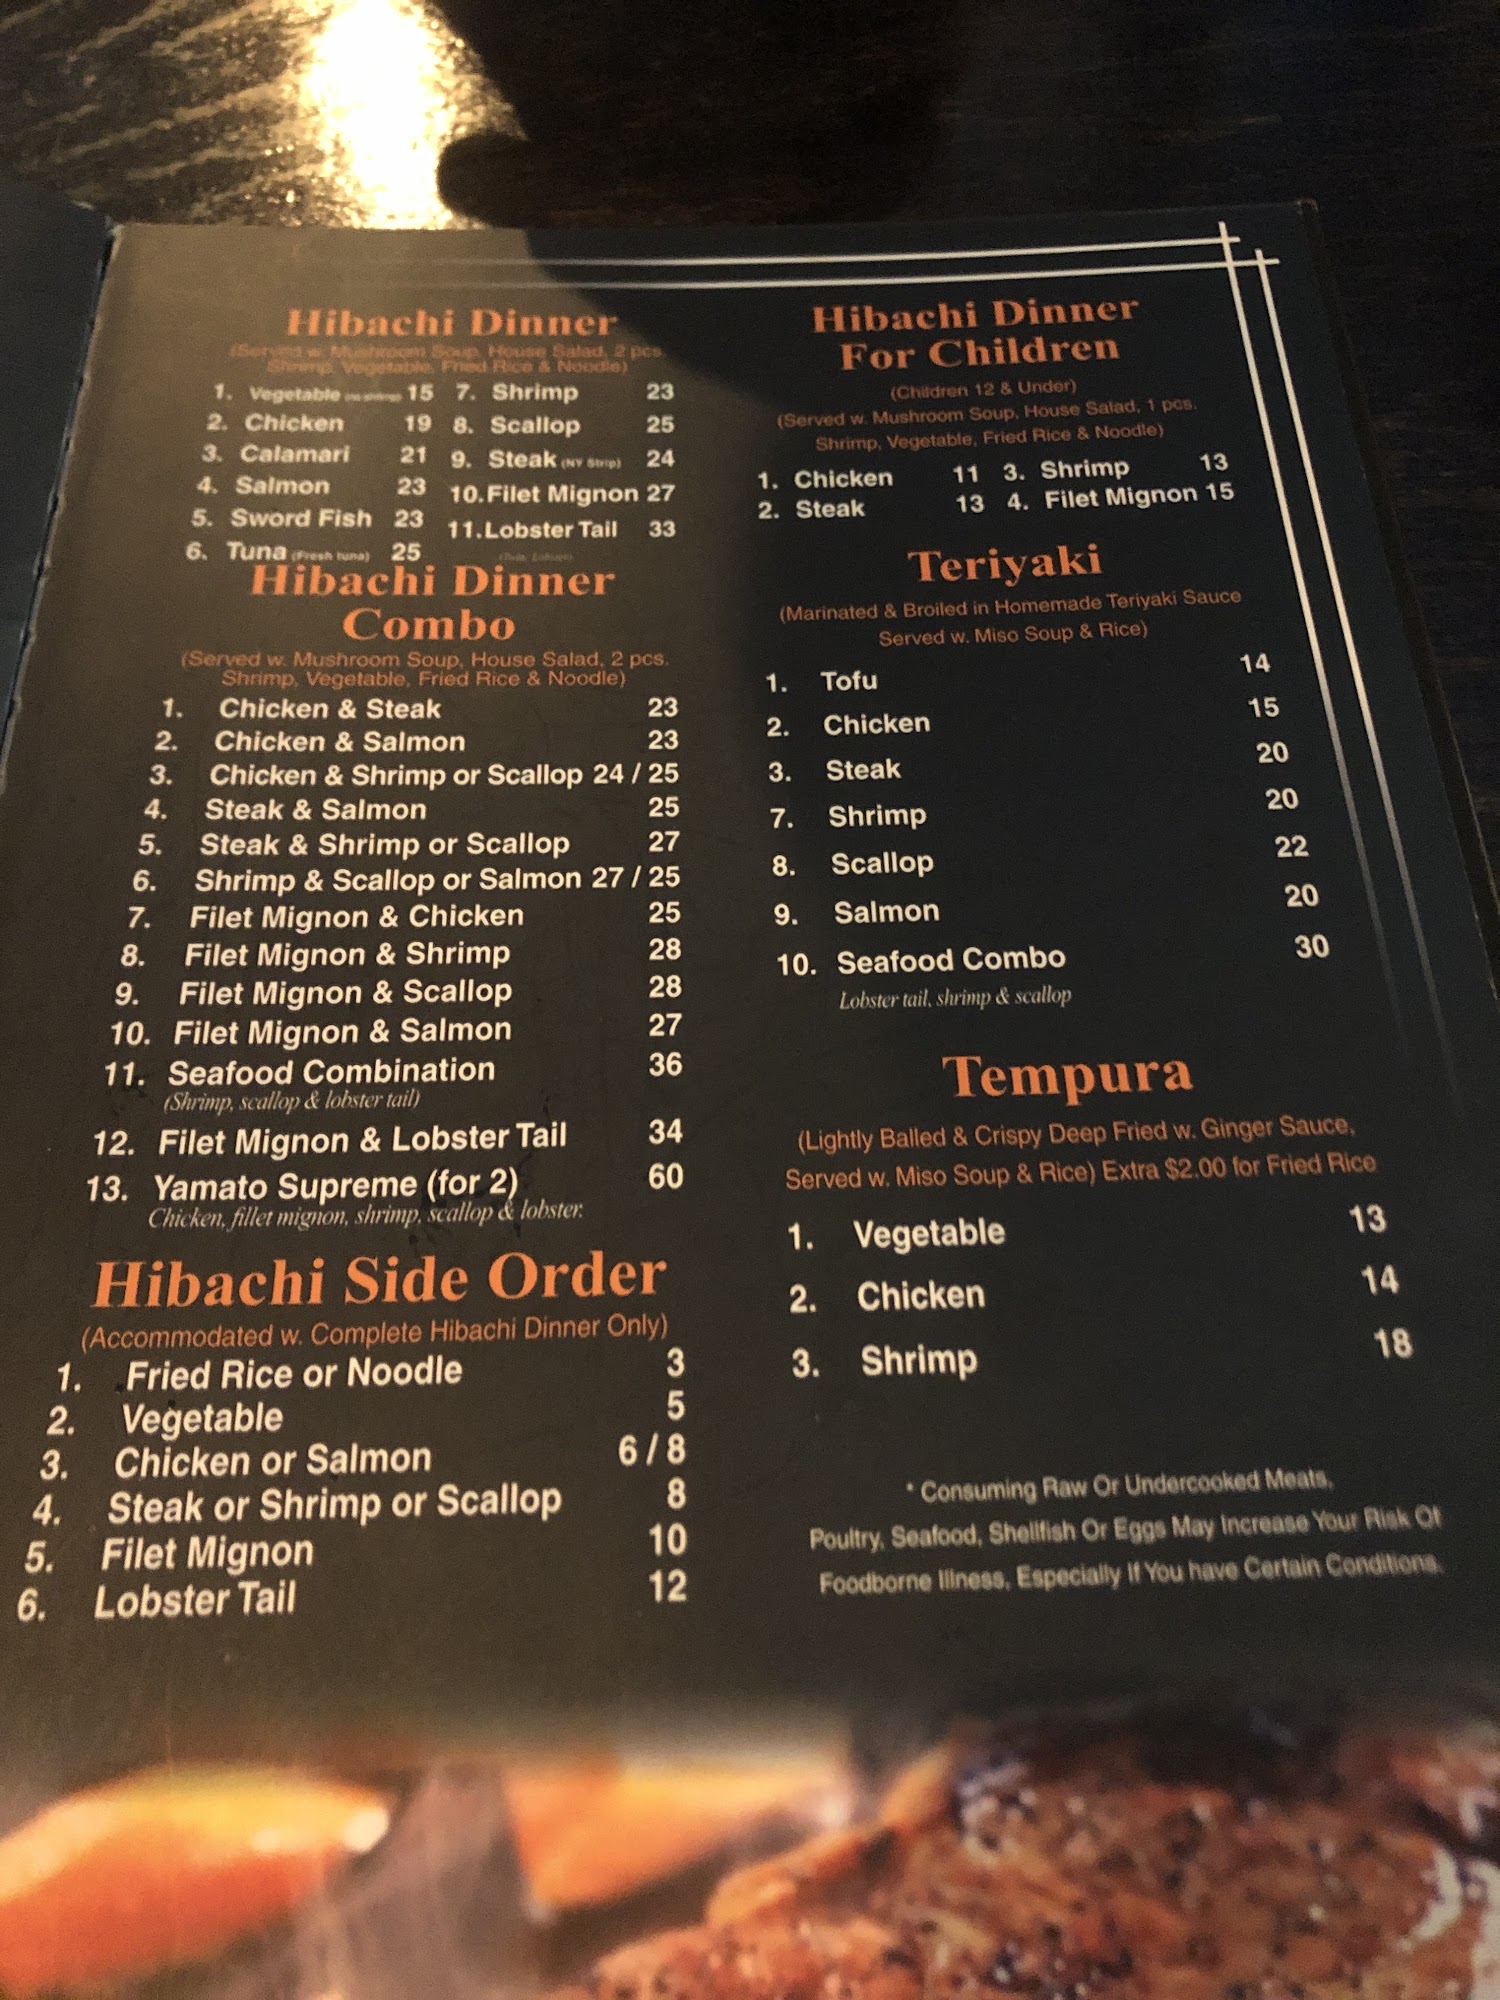 Hibachi Dinner
(Served w. Mushroom Soup, House Salad, 2 pcs.
Shrimp, Vegetable, Fried Rice & Noodle)
1. Vegetable (no shrimp) 15
2. Chicken 19
3. Calamari 21
4. Salmon 23
5. Sword Fish 23
6. Tuna (Fresh tuna) 25
7. Shrimp 23
8. Scallop 25
9. Steak (NY Strip) 24
10. Filet Mignon 27
11. Lobster Tail 33
Hibachi Dinner
Combo
(Served w. Mushroom Soup, House Salad, 2 pcs.
Shrimp, Vegetable, Fried Rice & Noodle)
1. Chicken & Steak 23
2. Chicken & Salmon 23
3. Chicken & Shrimp or Scallop 24 / 25
4. Steak & Salmon 25
5. Steak & Shrimp or Scallop 27
6. Shrimp & Scallop or Salmon 27 / 25
7. Filet Mignon & Chicken 25
8. Filet Mignon & Shrimp 28
9. Filet Mignon & Scallop 28
10. Filet Mignon & Salmon 27
11. Seafood Combination 36
(Shrimp, scallop & lobster tail)
12. Filet Mignon & Lobster Tail 34
13. Yamato Supreme (for 2) 60
Chicken, fillet mignon, shrimp, scallop & lobster.
Hibachi Side Order
(Accommodated w. Complete Hibachi Dinner Only)
1. Fried Rice or Noodle 3
2. Vegetable 5
3. Chicken or Salmon 6 / 8
4. Steak or Shrimp or Scallop 8
5. Filet Mignon 10
6. Lobster Tail 12
Hibachi Dinner
For Children
(Children 12 & Under)
(Served w. Mushroom Soup, House Salad, 1 pcs.
Shrimp, Vegetable, Fried Rice & Noodle)
1. Chicken 11 3. Shrimp 13
2. Steak 13 4. Filet Mignon 15
Teriyaki
(Marinated & Broiled in Homemade Teriyaki Sauce
Served w. Miso Soup & Rice)
1. Tofu 14
2. Chicken 15
3. Steak 20
7. Shrimp 20
8. Scallop 22
9. Salmon 20
10. Seafood Combo 30
Lobster tail, shrimp & scallop
Tempura
(Lightly Balled & Crispy Deep Fried w. Ginger Sauce,
Served w. Miso Soup & Rice) Extra $2.00 for Fried Rice
1. Vegetable 13
2. Chicken 14
3. Shrimp 18
* Consuming Raw Or Undercooked Meats,
Poultry, Seafood, Shellfish Or Eggs May Increase Your Risk Of
Foodborne Illness, Especially If You have Certain Conditions.